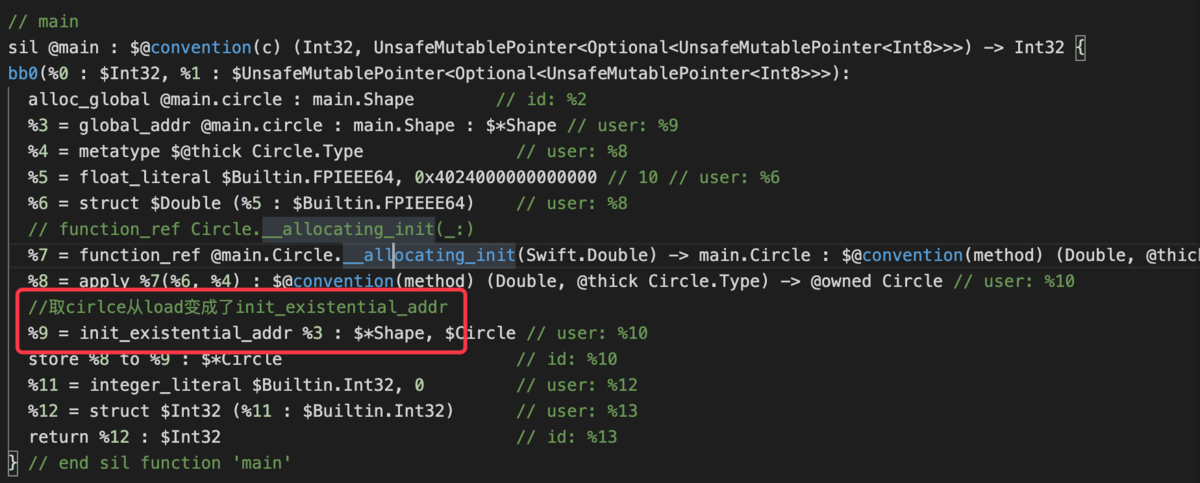 // main
sil @main : $@convention(c) (Int32, UnsafeMutablePointer<Optional<UnsafeMutablePointer<Int8>>>) -> Int32 {
bb0(%0 : $Int32, %1 : $UnsafeMutablePointer<Optional<UnsafeMutablePointer<Int8>>>):
alloc_global @main.circle : main.Shape // id: %2
%3 = global_addr @main.circle : main.Shape : $*Shape // user: %9
%4 = metatype $@thick Circle.Type // user: %8
%5 = float_literal $Builtin.FPIEEE64, 0x4024000000000000 // 10 // user: %6
%6 = struct $Double (%5 : $Builtin.FPIEEE64) // user: %8
// function_ref Circle.__allocating_init(_:)
%7 = function_ref @main.Circle.__allocating_init(Swift.Double) -> main.Circle : $@convention(method) (Double, @thic
%8 = apply %7(%6, %4) : $@convention(method) (Double, @thick Circle.Type) -> @owned Circle // user: %10
//取cirlce从load变成了init_existential_addr
%9 = init_existential_addr %3 : $*Shape, $Circle // user: %10
store %8 to %9 : $*Circle // id: %10
%11 = integer_literal $Builtin.Int32, 0 // user: %12
%12 = struct $Int32 (%11 : $Builtin.Int32) // user: %13
return %12 : $Int32 // id: %13
} // end sil function 'main'